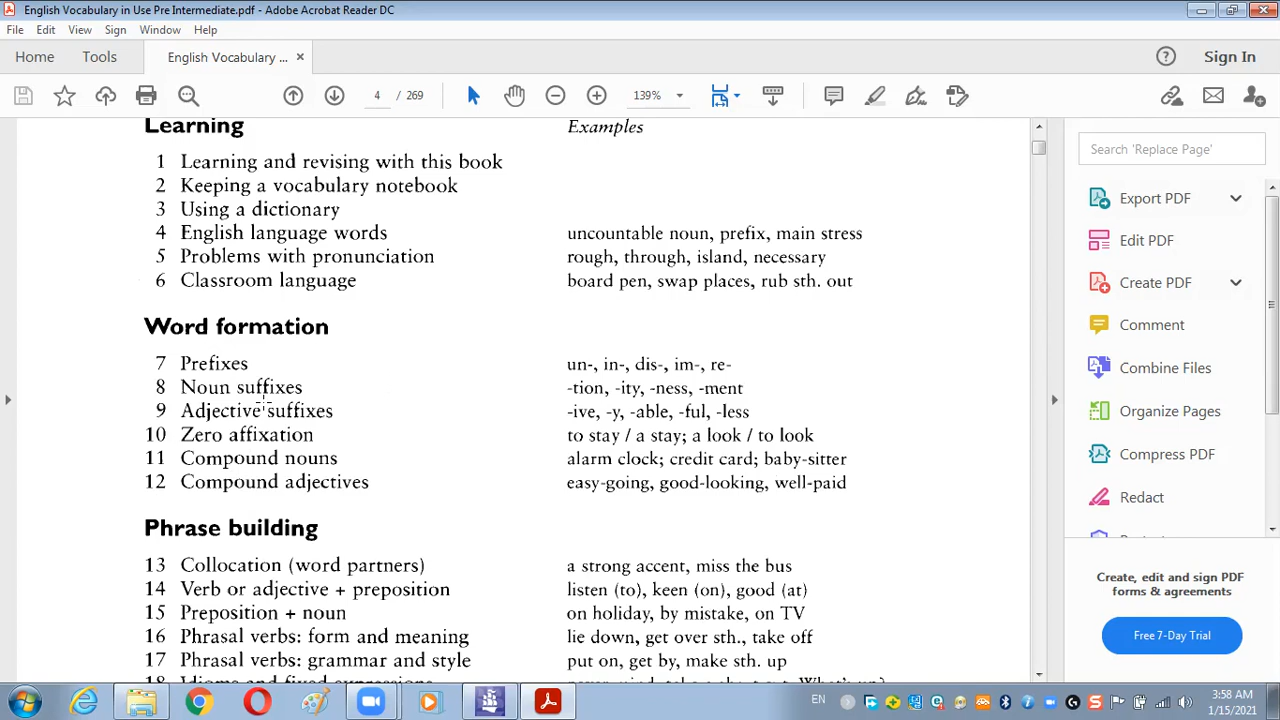 English Vocabulary in Use Pre Intermediate.pdf - Adobe Acrobat Reader DC
File Edit View Sign Window Help
Home Tools English Vocabulary ... × Sign In
4 / 269 139%
Learning Examples
1 Learning and revising with this book
2 Keeping a vocabulary notebook
3 Using a dictionary
4 English language words uncountable noun, prefix, main stress
5 Problems with pronunciation rough, through, island, necessary
6 Classroom language board pen, swap places, rub sth. out
Word formation
7 Prefixes un-, in-, dis-, im-, re-
8 Noun suffixes -tion, -ity, -ness, -ment
9 Adjective suffixes -ive, -y, -able, -ful, -less
10 Zero affixation to stay / a stay; a look / to look
11 Compound nouns alarm clock; credit card; baby-sitter
12 Compound adjectives easy-going, good-looking, well-paid
Phrase building
13 Collocation (word partners) a strong accent, miss the bus
14 Verb or adjective + preposition listen (to), keen (on), good (at)
15 Preposition + noun on holiday, by mistake, on TV
16 Phrasal verbs: form and meaning lie down, get over sth., take off
17 Phrasal verbs: grammar and style put on, get by, make sth. up
18 Idioms and fixed expressions
Search 'Replace Page'
Export PDF
Edit PDF
Create PDF
Comment
Combine Files
Organize Pages
Compress PDF
Redact
Create, edit and sign PDF
forms & agreements
Free 7-Day Trial
EN 3:58 AM
1/15/2021